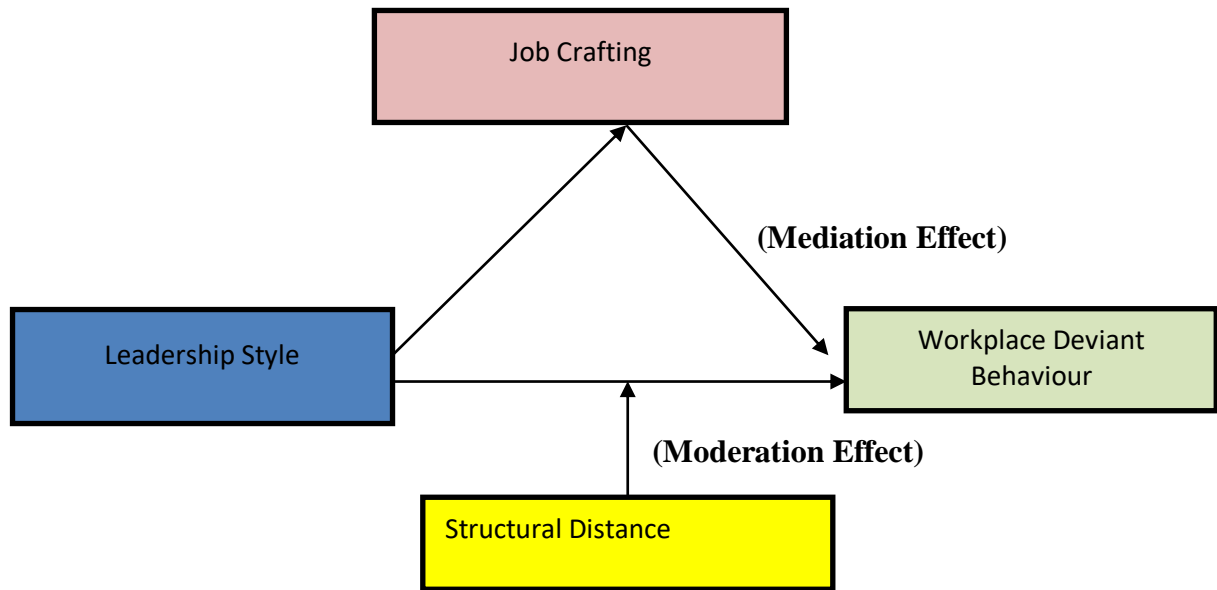 Job Crafting
(Mediation Effect)
Leadership Style
Workplace Deviant
Behaviour
(Moderation Effect)
Structural Distance